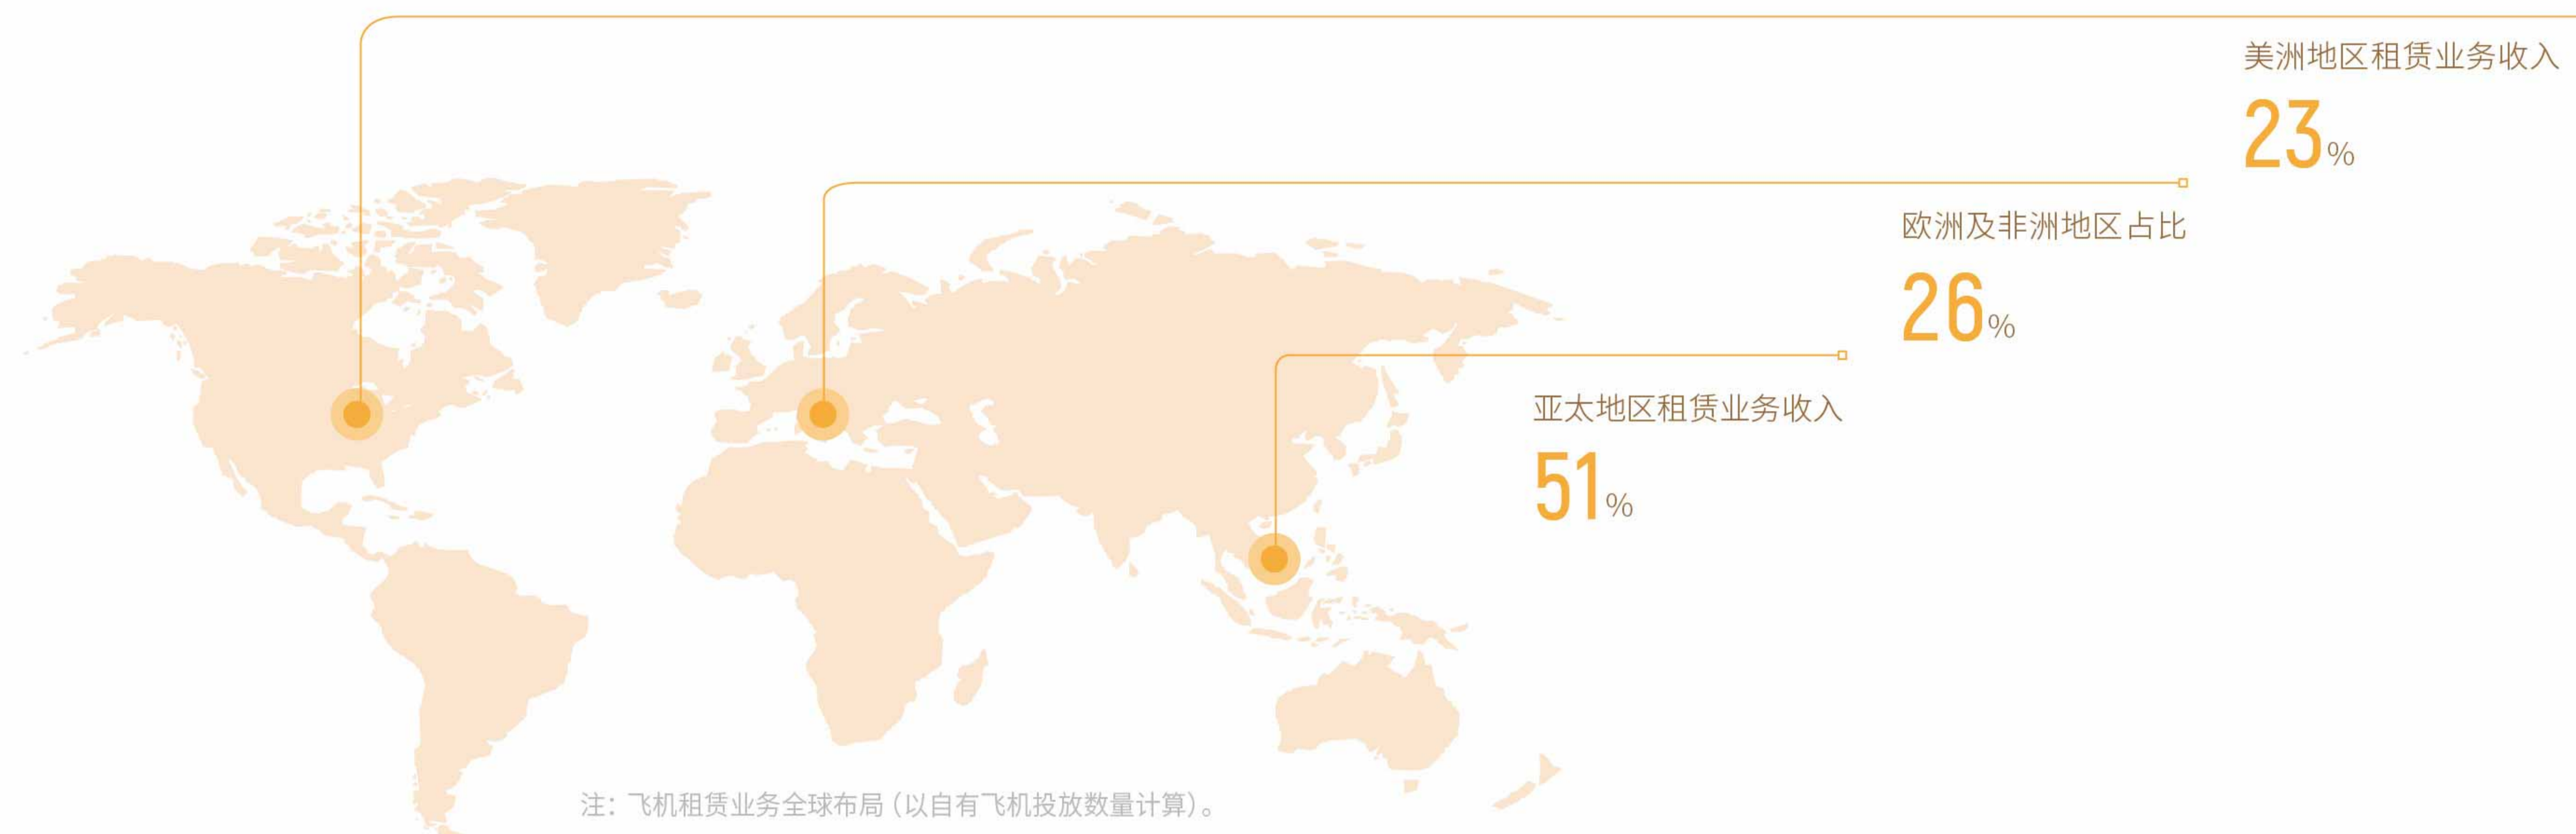 美洲地区租赁业务收入
23%
欧洲及非洲地区占比
26%
亚太地区租赁业务收入
51%
注：飞机租赁业务全球布局（以自有飞机投放数量计算）。